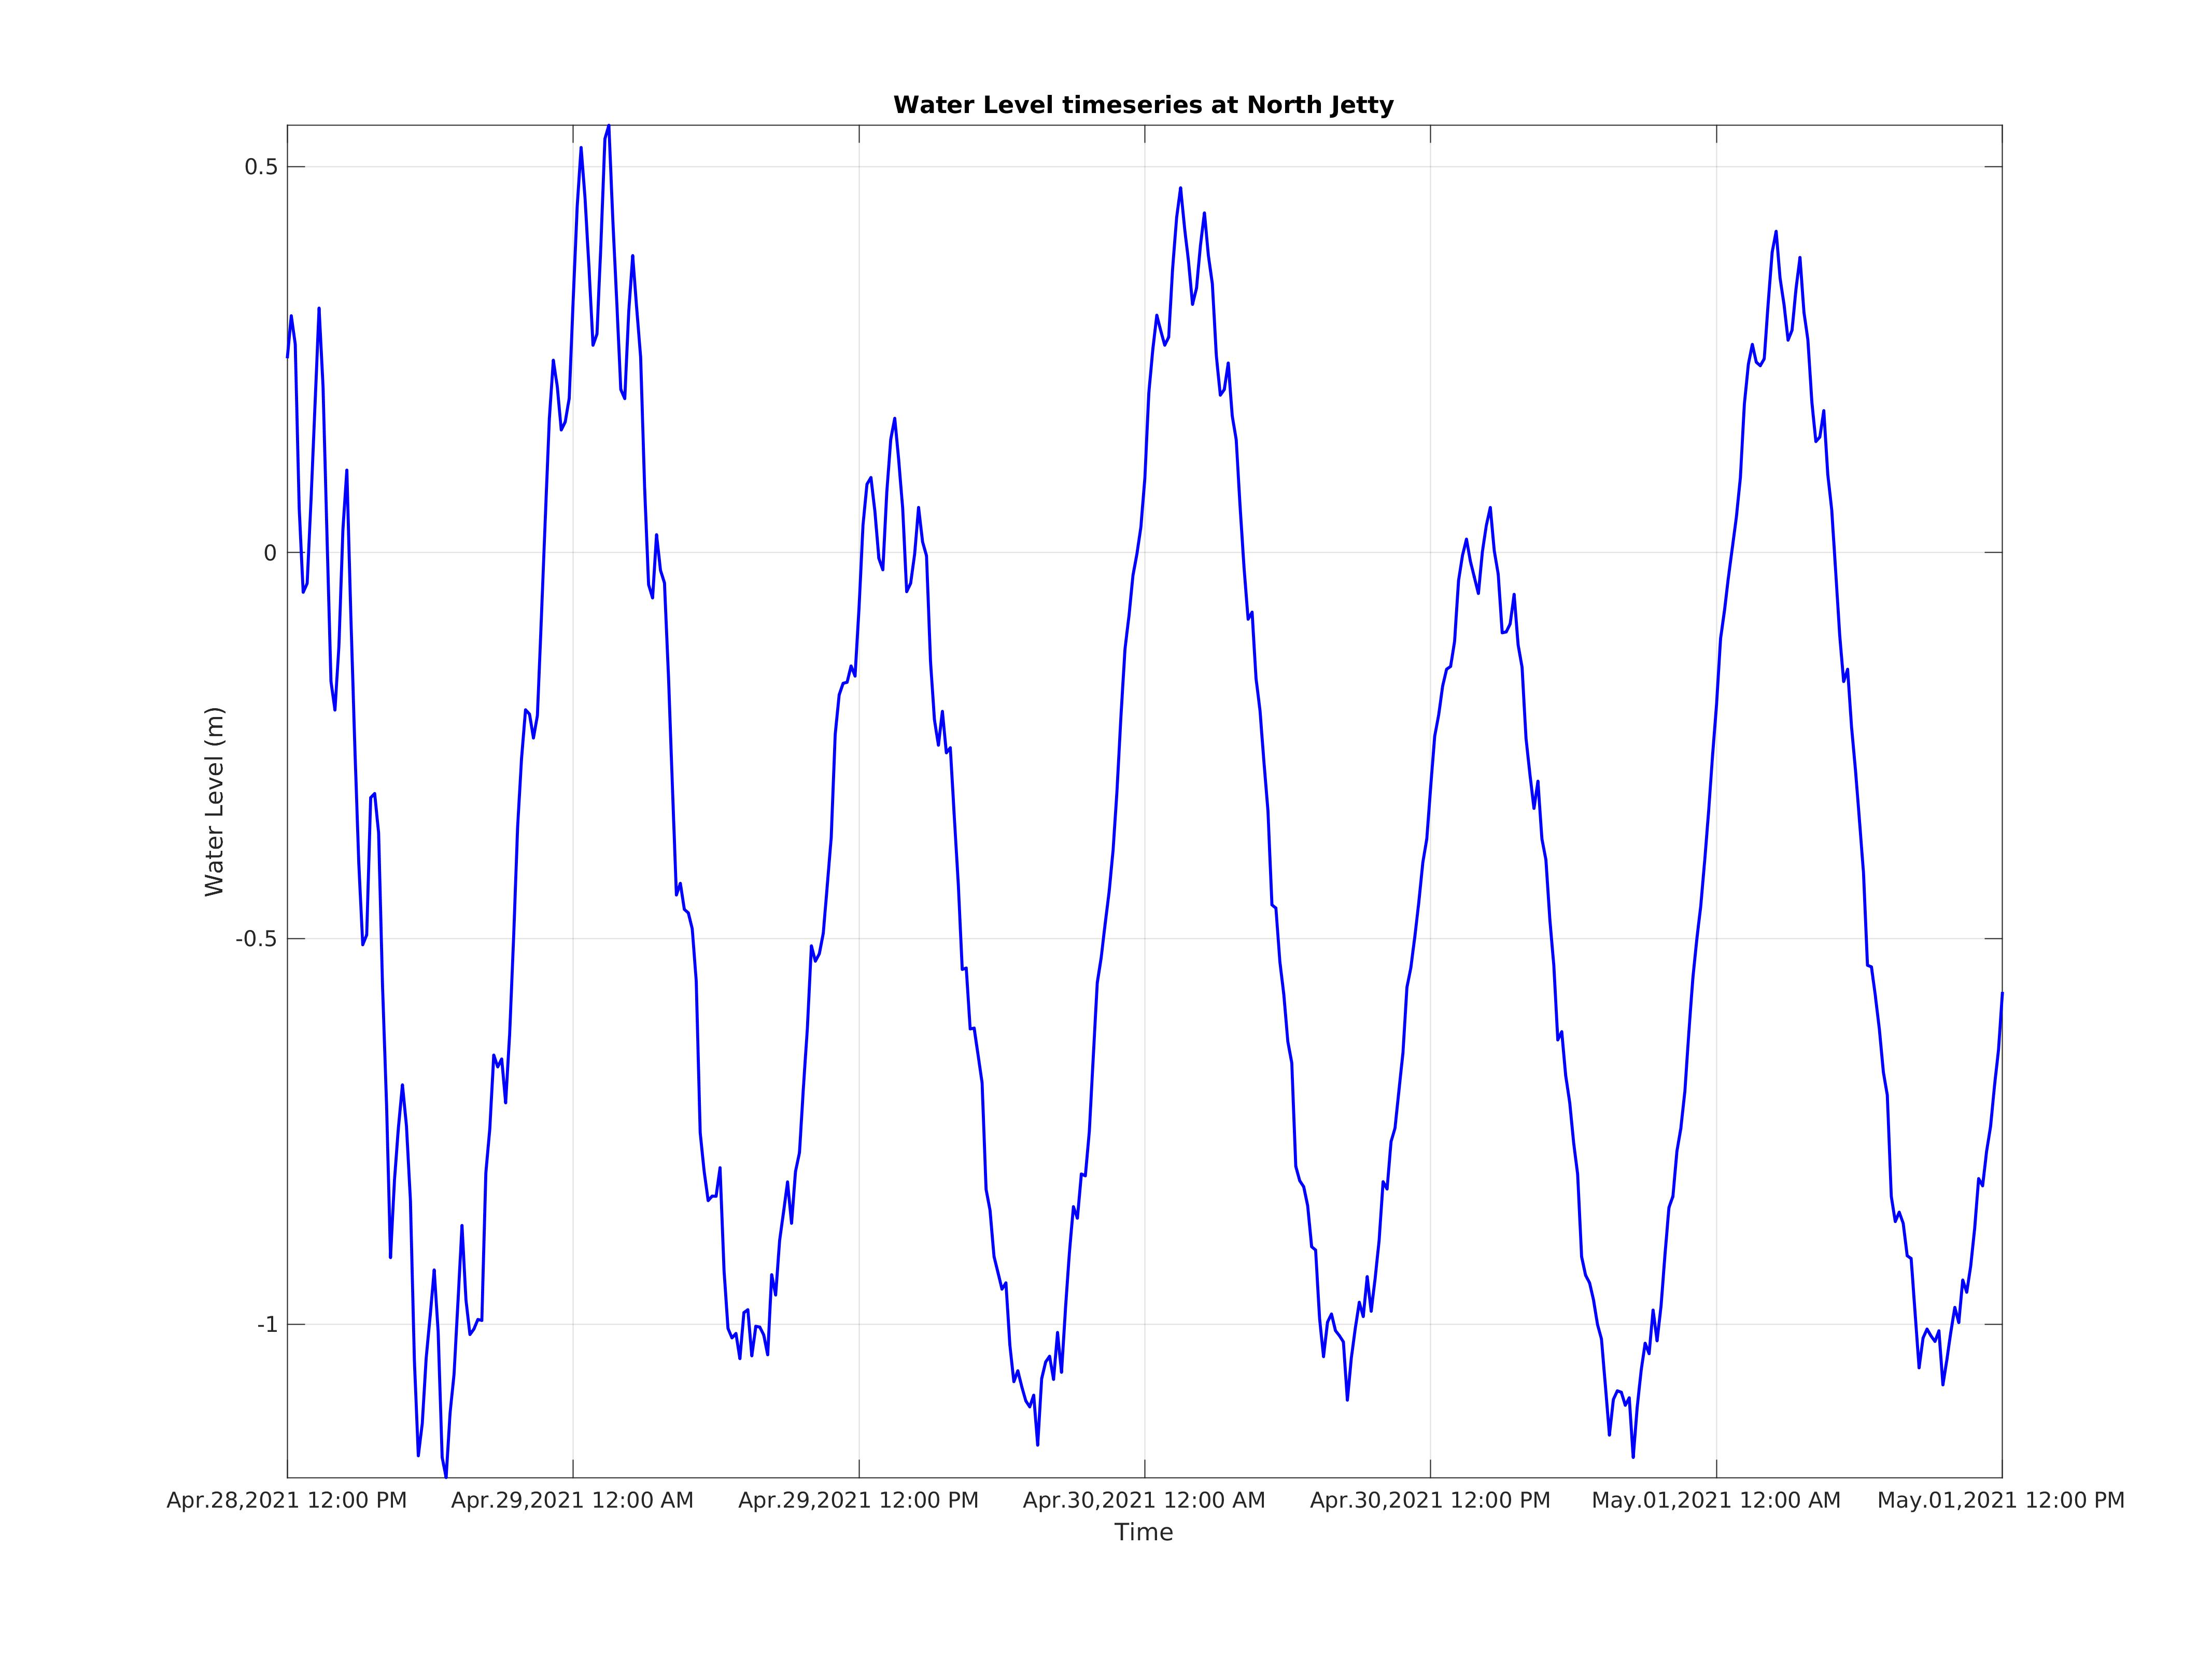 Water Level timeseries at North Jetty
0.5
0
-0.5
-1
Water Level (m)
Apr.28,2021 12:00 PM
Apr.29,2021 12:00 AM
Apr.29,2021 12:00 PM
Apr.30,2021 12:00 AM
Apr.30,2021 12:00 PM
May.01,2021 12:00 AM
May.01,2021 12:00 PM
Time